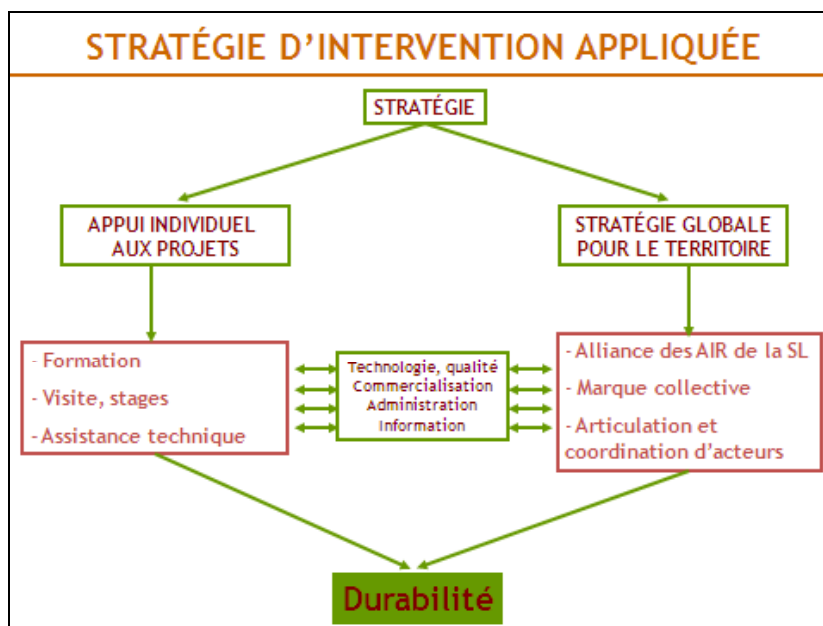 STRATÉGIE D’INTERVENTION APPLIQUÉE
STRATÉGIE
APPUI INDIVIDUEL
AUX PROJETS
STRATÉGIE GLOBALE
POUR LE TERRITOIRE
- Formation
- Visite, stages
-Assistance technique
Technologie, qualité
Commercialisation
Administration
Information
- Alliance des AIR de la SL
- Marque collective
-Articulation et
coordination d’acteurs
Durabilité